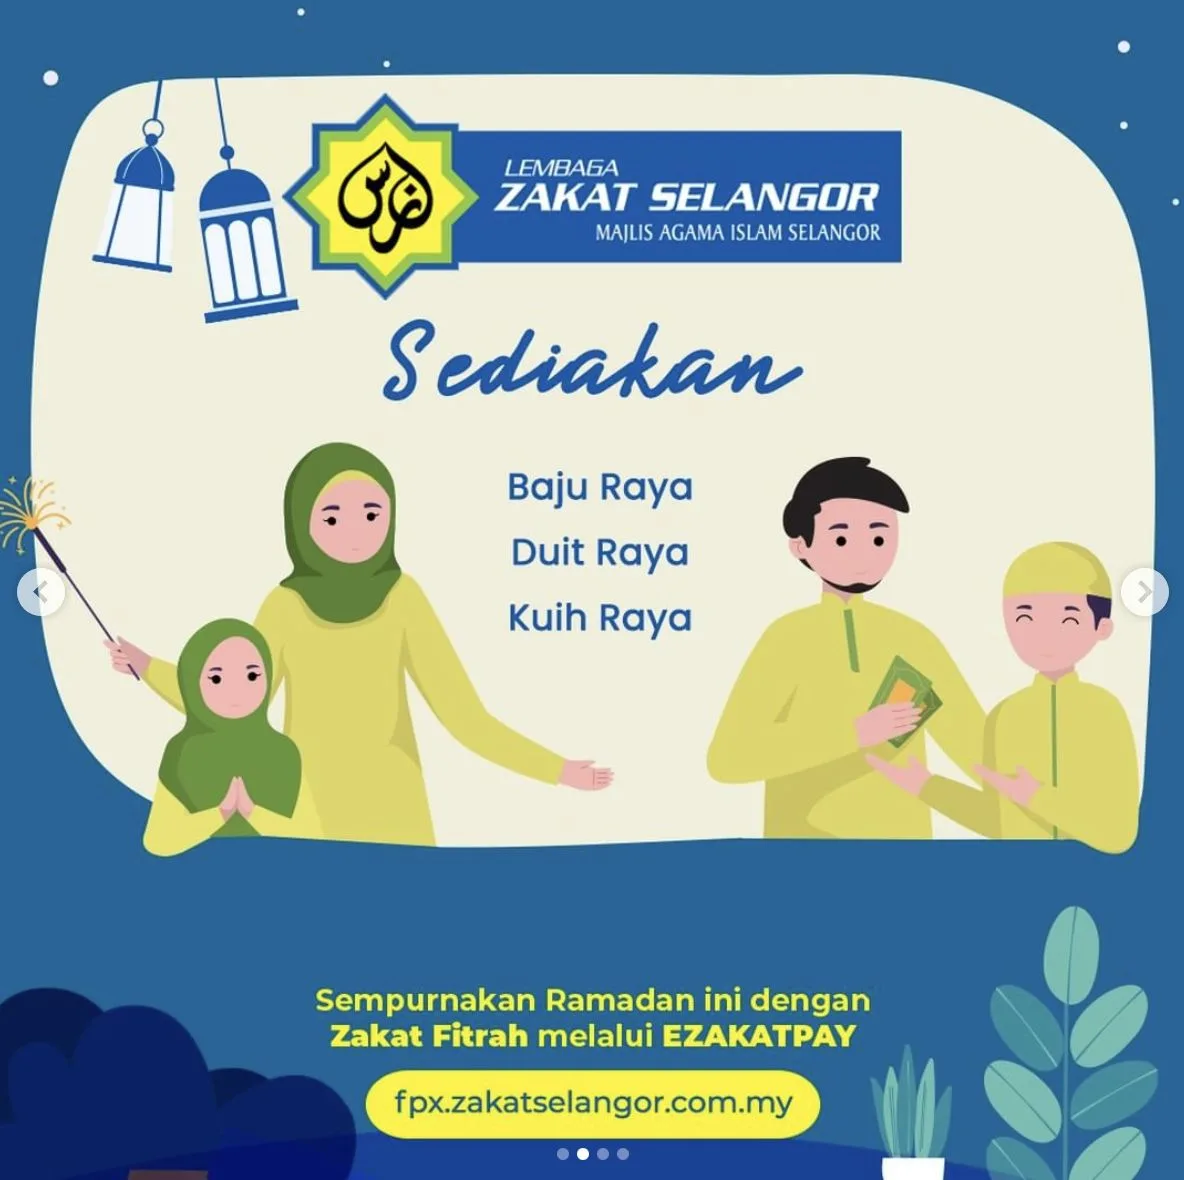 LEMBAGA
ZAKAT SELANGOR
MAJLIS AGAMA ISLAM SELANGOR
Sediakan
Baju Raya
Duit Raya
Kuih Raya
Sempurnakan Ramadan ini dengan
Zakat Fitrah melalui EZAKATPAY
fpx.zakatselangor.com.my